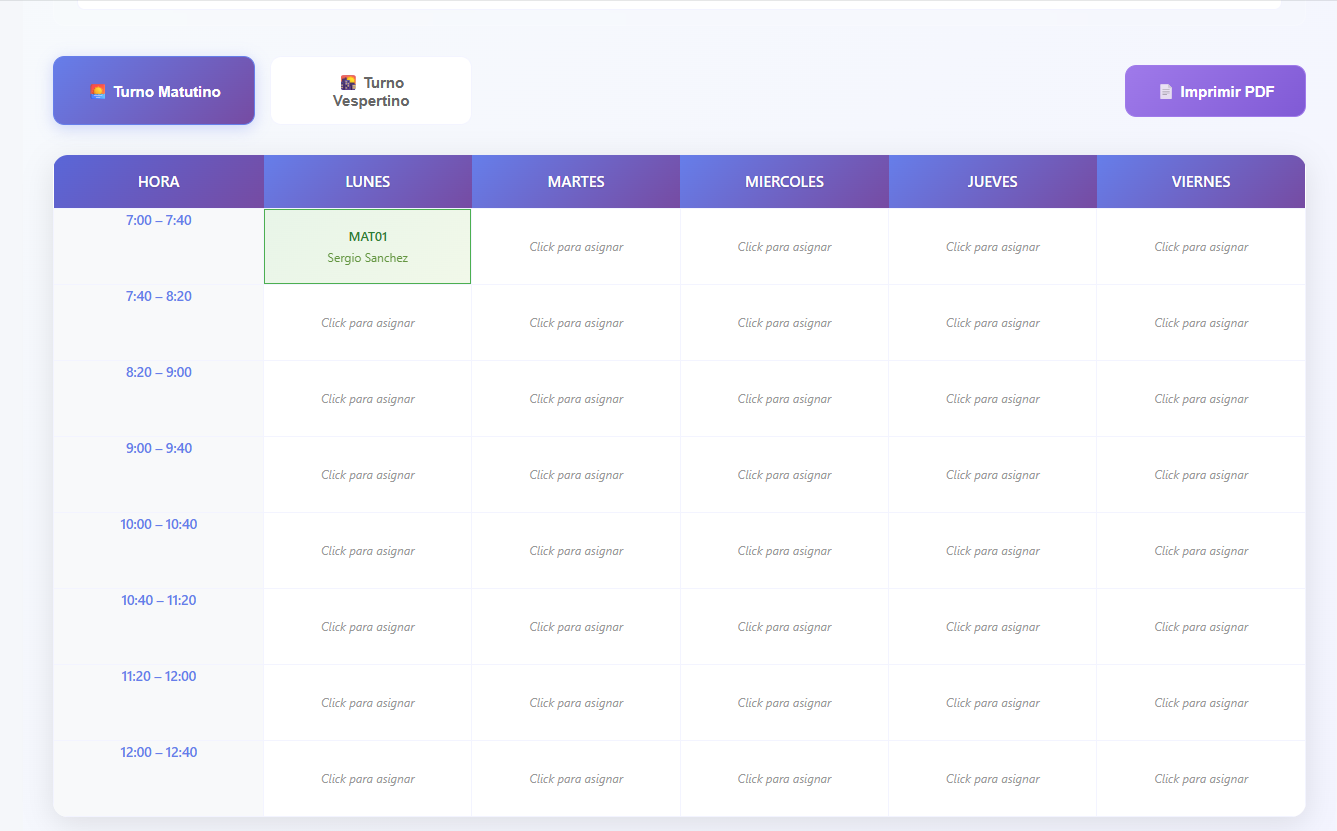 Turno Matutino
Turno
Vespertino
Imprimir PDF
HORA LUNES MARTES MIERCOLES JUEVES VIERNES
7:00 – 7:40
MAT01
Sergio Sanchez
Click para asignar Click para asignar Click para asignar Click para asignar
7:40 – 8:20
Click para asignar Click para asignar Click para asignar Click para asignar Click para asignar
8:20 – 9:00
Click para asignar Click para asignar Click para asignar Click para asignar Click para asignar
9:00 – 9:40
Click para asignar Click para asignar Click para asignar Click para asignar Click para asignar
10:00 – 10:40
Click para asignar Click para asignar Click para asignar Click para asignar Click para asignar
10:40 – 11:20
Click para asignar Click para asignar Click para asignar Click para asignar Click para asignar
11:20 – 12:00
Click para asignar Click para asignar Click para asignar Click para asignar Click para asignar
12:00 – 12:40
Click para asignar Click para asignar Click para asignar Click para asignar Click para asignar